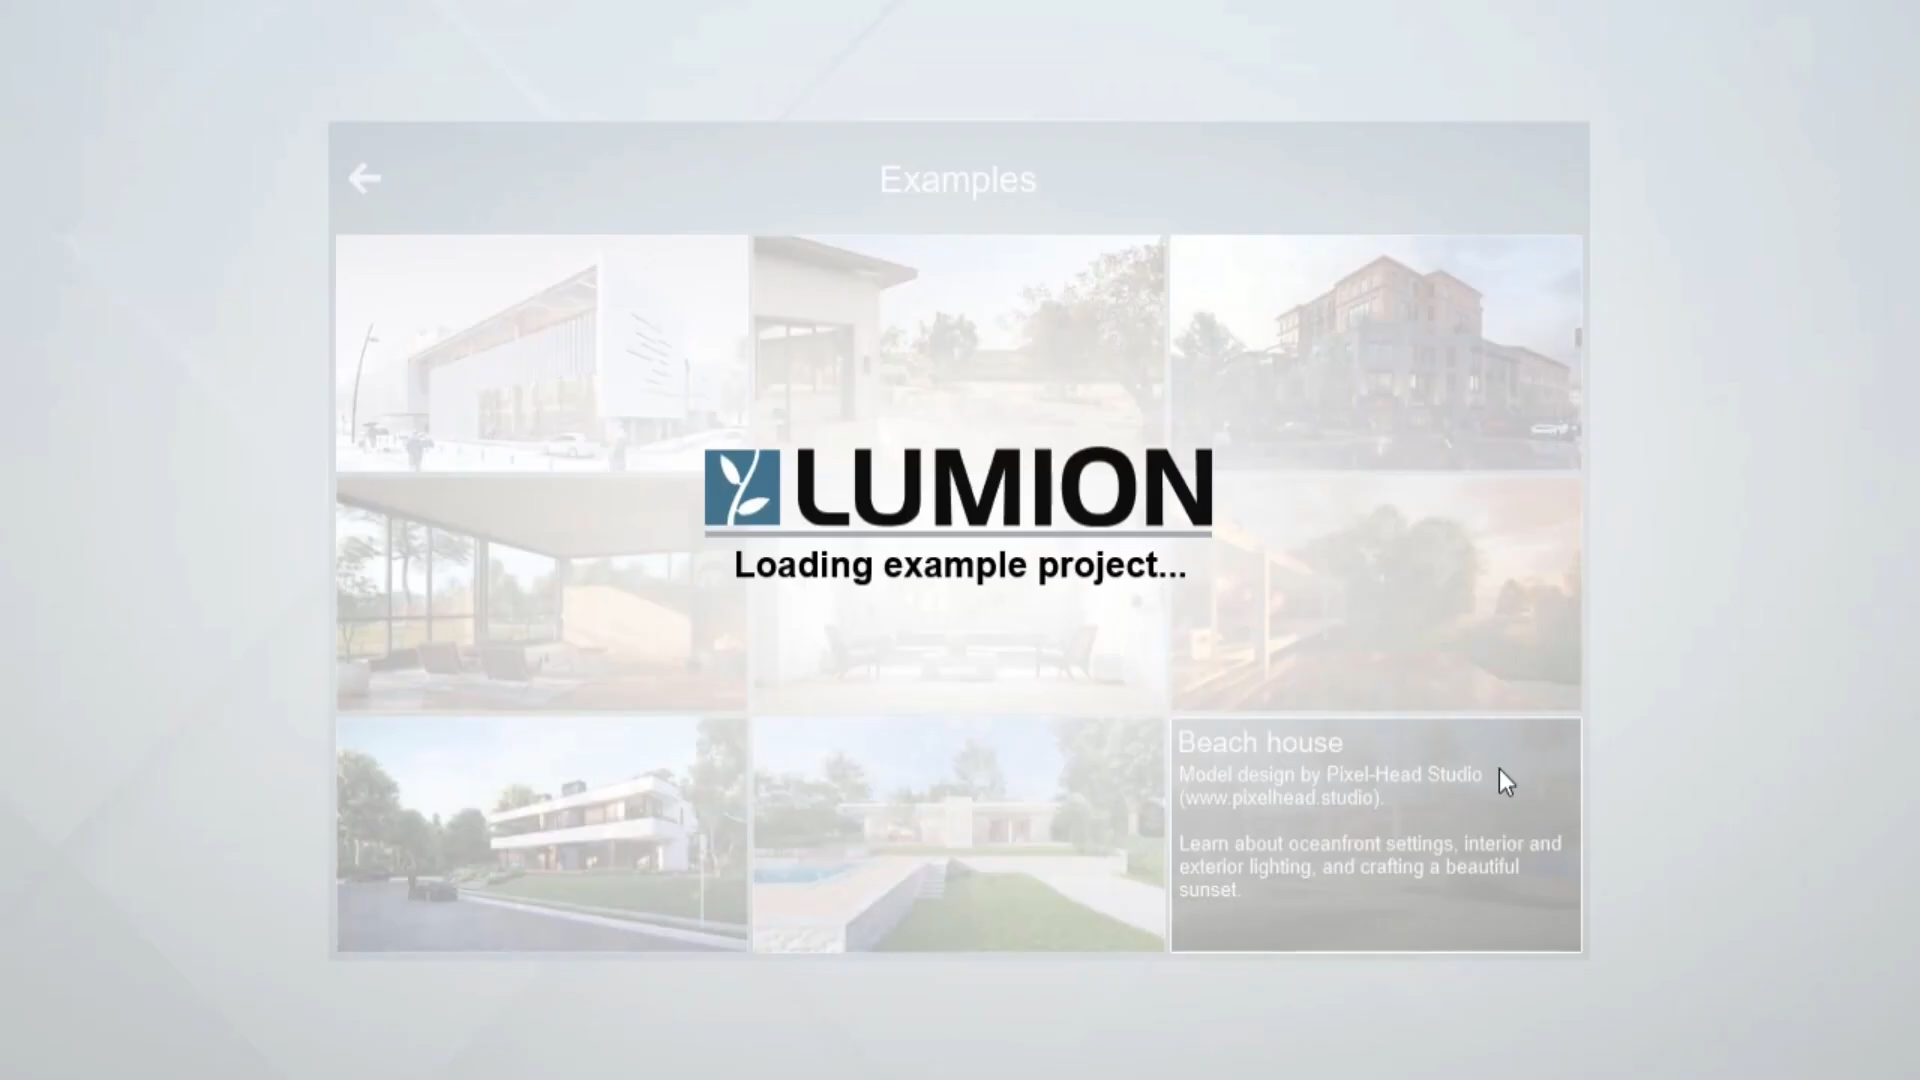 Examples
LUMION
Loading example project...
Beach house
Model design by Pixel-Head Studio
(www.pixelhead.studio).
Learn about oceanfront settings, interior and
exterior lighting, and crafting a beautiful
sunset.